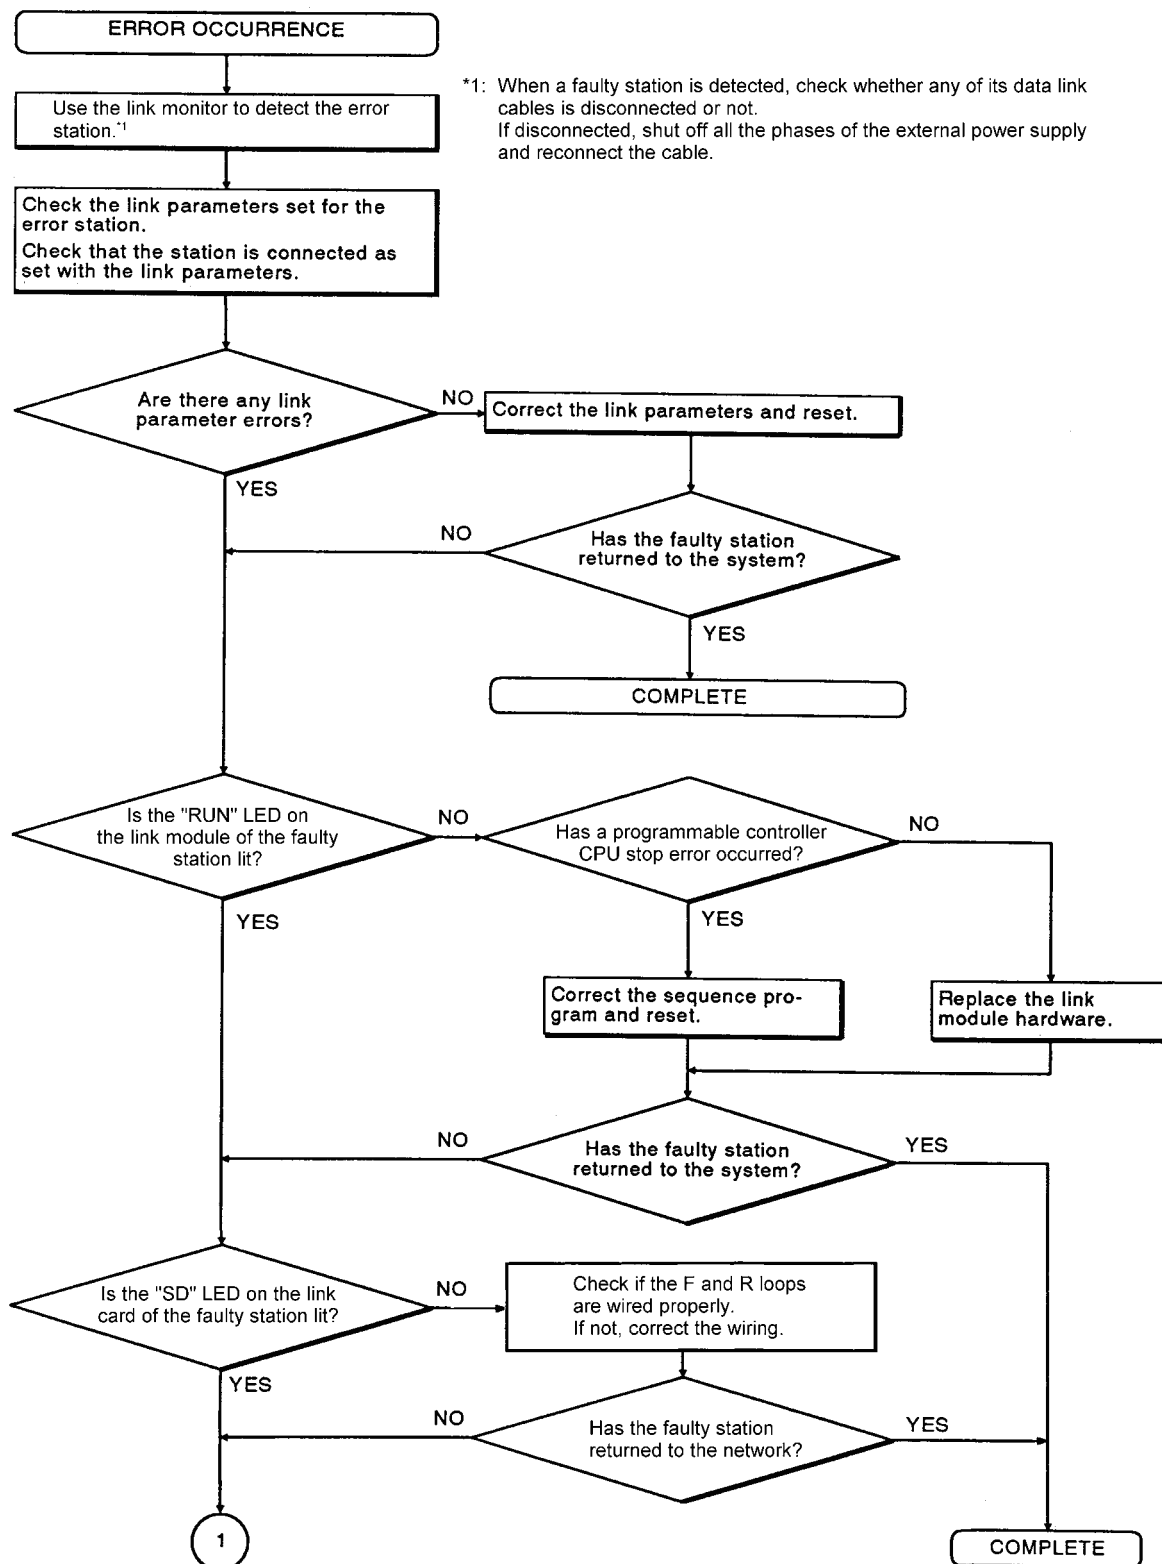 ERROR OCCURRENCE
*1: When a faulty station is detected, check whether any of its data link
cables is disconnected or not.
If disconnected, shut off all the phases of the external power supply
and reconnect the cable.
Use the link monitor to detect the error
station.*1
Check the link parameters set for the
error station.
Check that the station is connected as
set with the link parameters.
Are there any link
parameter errors?
NO
Correct the link parameters and reset.
YES
NO
Has the faulty station
returned to the system?
YES
COMPLETE
Is the "RUN" LED on
the link module of the faulty
station lit?
NO
Has a programmable controller
CPU stop error occurred?
NO
YES
YES
Correct the sequence pro-
gram and reset.
Replace the link
module hardware.
NO
Has the faulty station
returned to the system?
YES
Is the "SD" LED on the link
card of the faulty station lit?
NO
Check if the F and R loops
are wired properly.
If not, correct the wiring.
YES
NO
Has the faulty station
returned to the network?
YES
1
COMPLETE